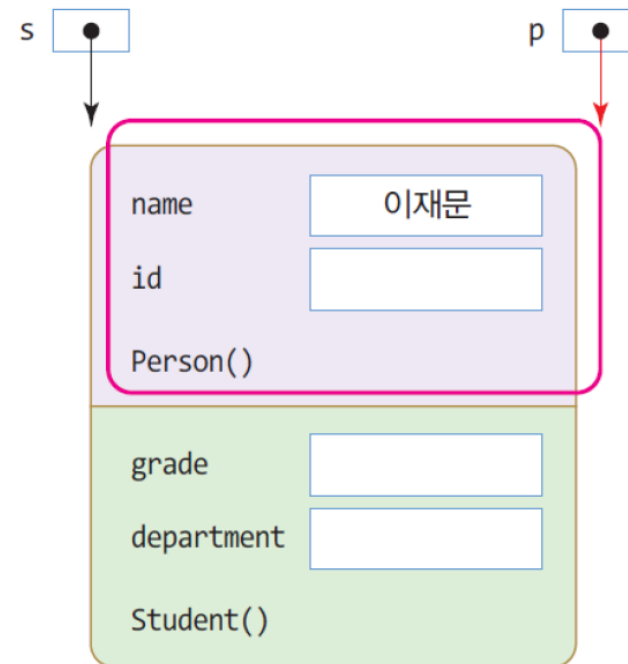 s p
name 이재문
id
Person()
grade
department
Student()